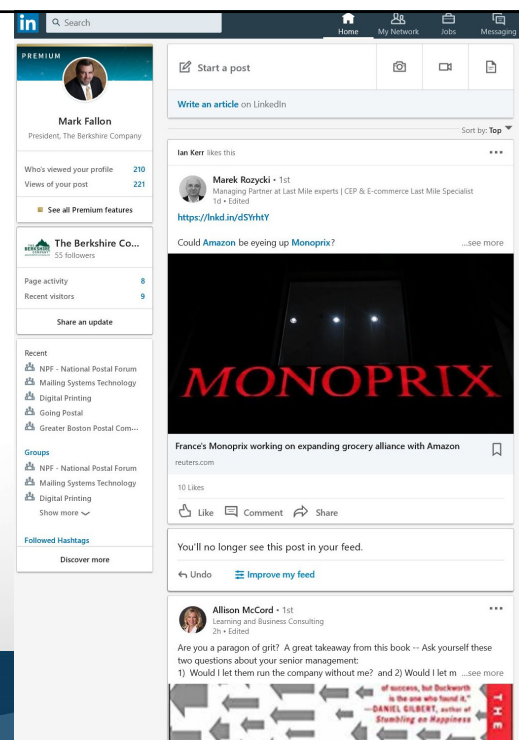 in
Search
Home
My Network
Jobs
Messaging
PREMIUM
Mark Fallon
President, The Berkshire Company
Who's viewed your profile 210
Views of your post 221
See all Premium features
BERKSHIRE
The Berkshire Co...
55 followers
Page activity 8
Recent visitors 9
Share an update
Recent
NPF - National Postal Forum
Mailing Systems Technology
Digital Printing
Going Postal
Greater Boston Postal Com...
Groups
NPF - National Postal Forum
Mailing Systems Technology
Digital Printing
Show more
Followed Hashtags
Discover more
Start a post
Write an article on LinkedIn
Sort by: Top
Ian Kerr likes this
Marek Rozycki • 1st
Managing Partner at Last Mile experts | CEP & E-commerce Last Mile Specialist
1d • Edited
https://lnkd.in/dSYrhtY
Could Amazon be eyeing up Monoprix? ...see more
MONOPRIX
France's Monoprix working on expanding grocery alliance with Amazon
reuters.com
10 Likes
Like Comment Share
You'll no longer see this post in your feed.
Undo Improve my feed
Allison McCord • 1st
Learning and Business Consulting
2h • Edited
Are you a paragon of grit? A great takeaway from this book -- Ask yourself these
two questions about your senior management:
1) Would I let them run the company without me? and 2) Would I let m ...see more
of success, but Duckworth
is the one who found it."
—DANIEL GILBERT, author of
Stumbling on Happiness
THE